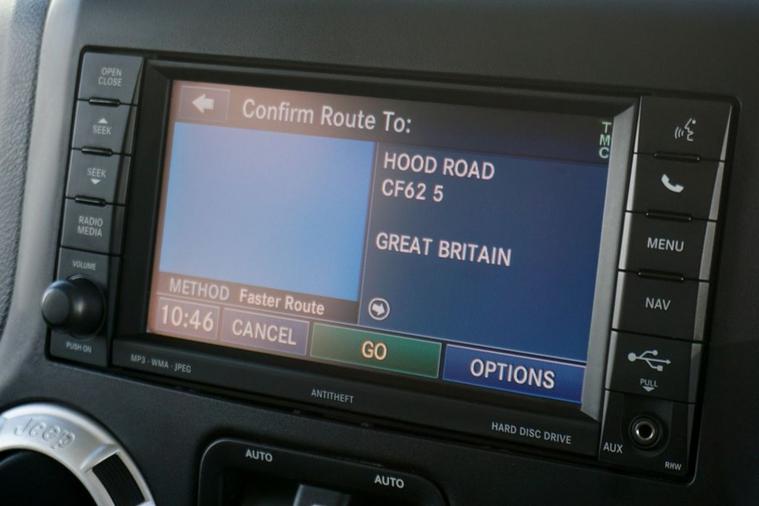 OPEN
CLOSE
SEEK
SEEK
RADIO
MEDIA
VOLUME
PUSH ON
Confirm Route To:
TMC
HOOD ROAD
CF62 5
GREAT BRITAIN
METHOD Faster Route
10:46 CANCEL GO OPTIONS
MENU
NAV
PULL
AUX
RHW
MP3 · WMA · JPEG
ANTITHEFT
HARD DISC DRIVE
Jeep
AUTO
AUTO